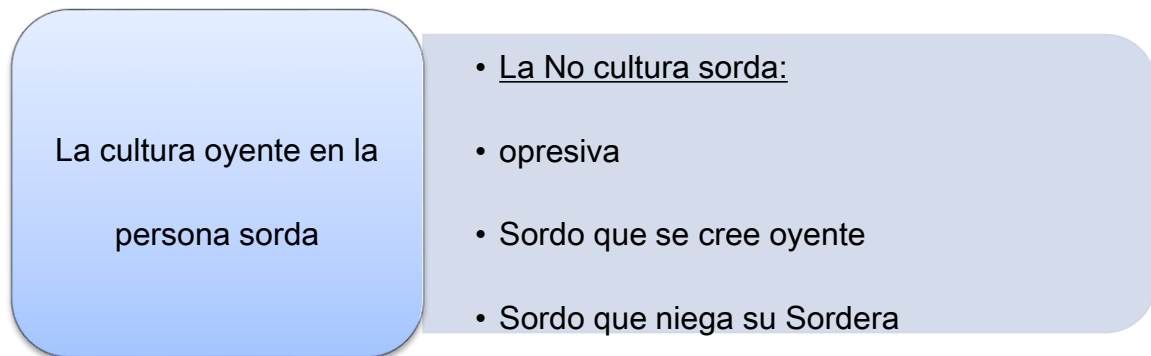 La cultura oyente en la
persona sorda
• La No cultura sorda:
• opresiva
• Sordo que se cree oyente
• Sordo que niega su Sordera